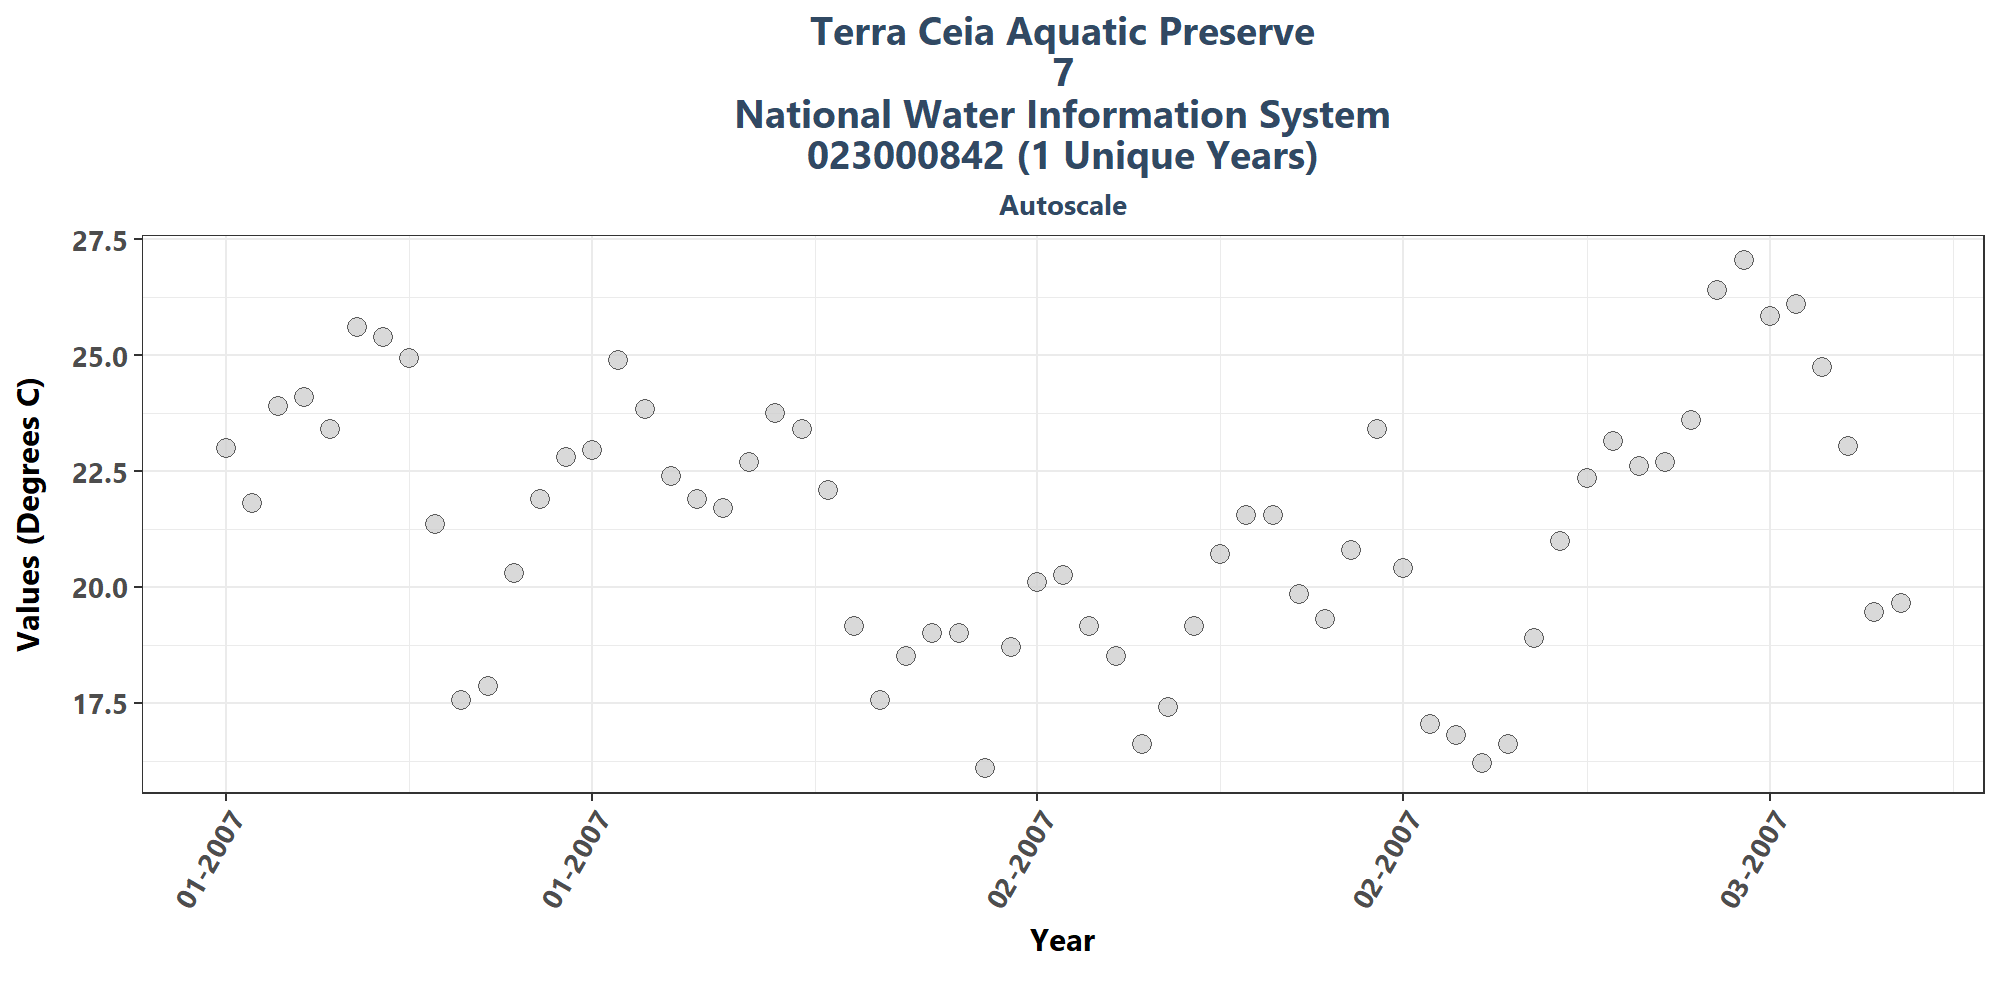 Terra Ceia Aquatic Preserve
7
National Water Information System
023000842 (1 Unique Years)
Autoscale
27.5
25.0
22.5
20.0
17.5
Values (Degrees C)
01-2007
01-2007
02-2007
02-2007
03-2007
Year